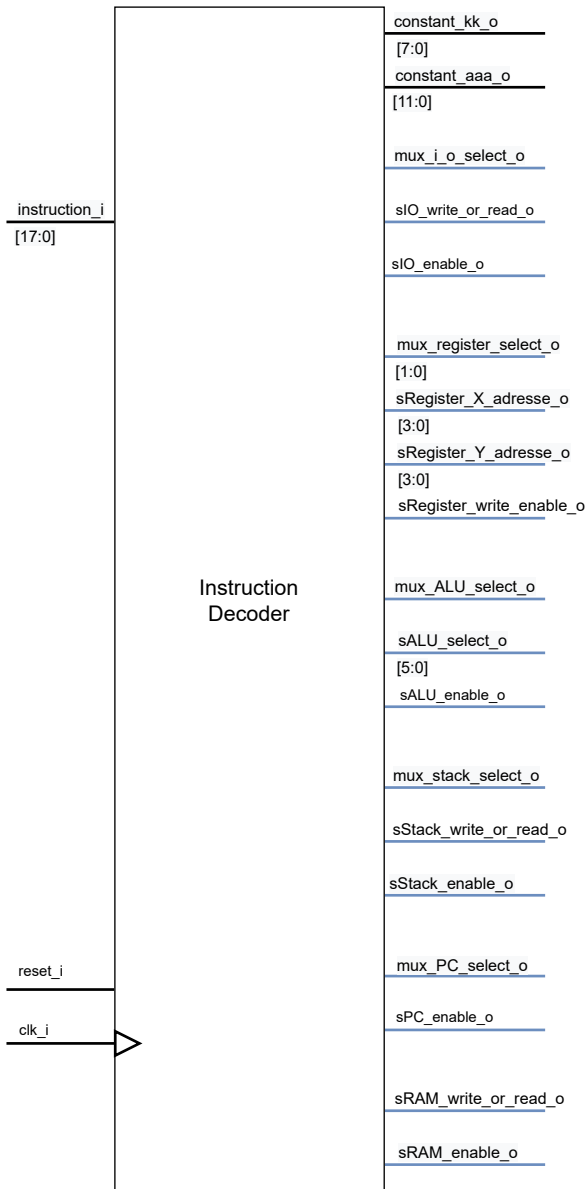 constant_kk_o
[7:0]
constant_aaa_o
[11:0]
mux_i_o_select_o
instruction_i
[17:0]
sIO_write_or_read_o
sIO_enable_o
mux_register_select_o
[1:0]
sRegister_X_adresse_o
[3:0]
sRegister_Y_adresse_o
[3:0]
sRegister_write_enable_o
Instruction
Decoder
mux_ALU_select_o
sALU_select_o
[5:0]
sALU_enable_o
mux_stack_select_o
sStack_write_or_read_o
sStack_enable_o
reset_i
clk_i
mux_PC_select_o
sPC_enable_o
sRAM_write_or_read_o
sRAM_enable_o